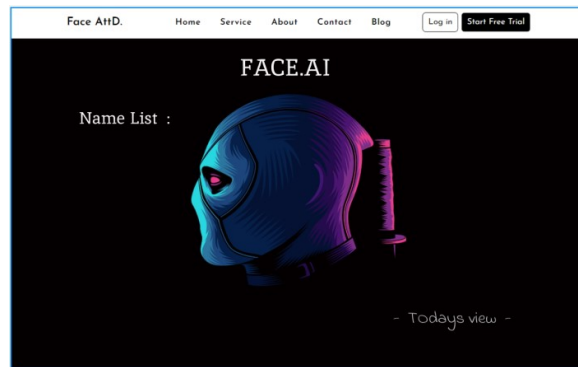 Face AttD. Home Service About Contact Blog Log in Start Free Trial
FACE.AI
Name List :
- Todays view -